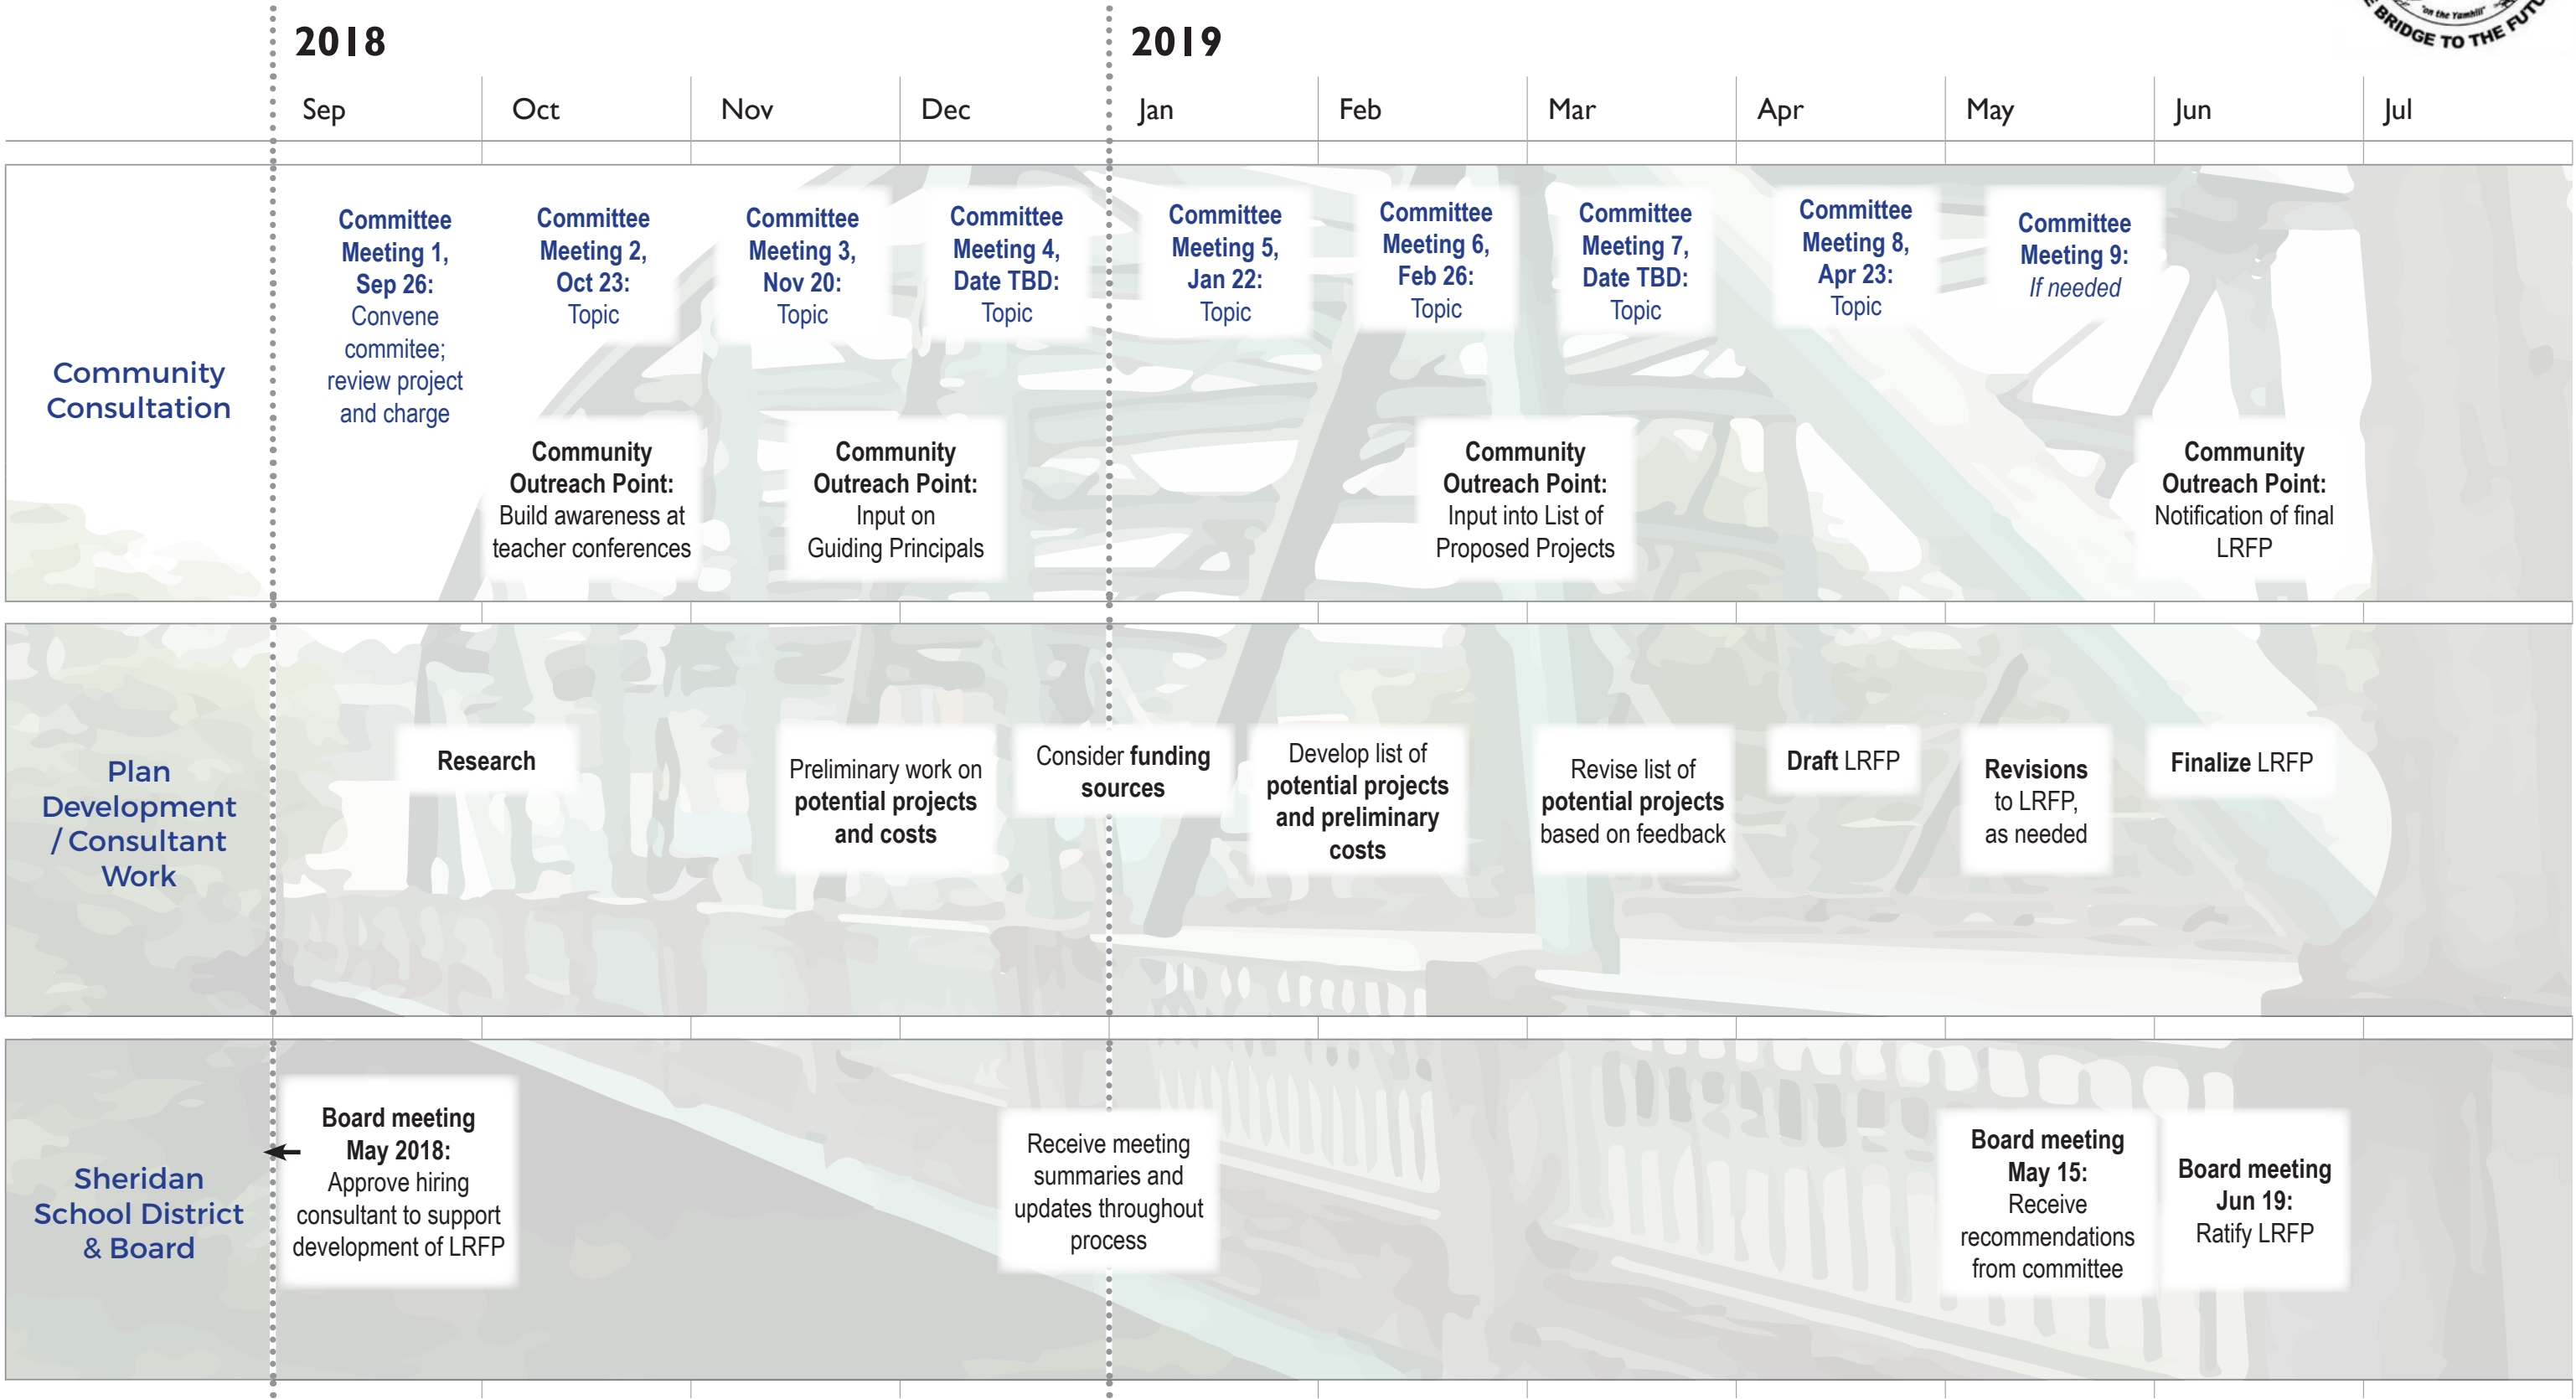 "on the Yamhill"
BRIDGE TO THE
2018
2019
Sep
Oct
Nov
Dec
Jan
Feb
Mar
Apr
May
Jun
Jul
Community
Consultation
Committee
Meeting 1,
Sep 26:
Convene
commitee;
review project
and charge
Committee
Meeting 2,
Oct 23:
Topic
Committee
Meeting 3,
Nov 20:
Topic
Committee
Meeting 4,
Date TBD:
Topic
Committee
Meeting 5,
Jan 22:
Topic
Committee
Meeting 6,
Feb 26:
Topic
Committee
Meeting 7,
Date TBD:
Topic
Committee
Meeting 8,
Apr 23:
Topic
Committee
Meeting 9:
If needed
Community
Outreach Point:
Build awareness at
teacher conferences
Community
Outreach Point:
Input on
Guiding Principals
Community
Outreach Point:
Input into List of
Proposed Projects
Community
Outreach Point:
Notification of final
LRFP
Plan
Development
/ Consultant
Work
Research
Preliminary work on
potential projects
and costs
Consider funding
sources
Develop list of
potential projects
and preliminary
costs
Revise list of
potential projects
based on feedback
Draft LRFP
Revisions
to LRFP,
as needed
Finalize LRFP
Sheridan
School District
& Board
Board meeting
May 2018:
Approve hiring
consultant to support
development of LRFP
Receive meeting
summaries and
updates throughout
process
Board meeting
May 15:
Receive
recommendations
from committee
Board meeting
Jun 19:
Ratify LRFP